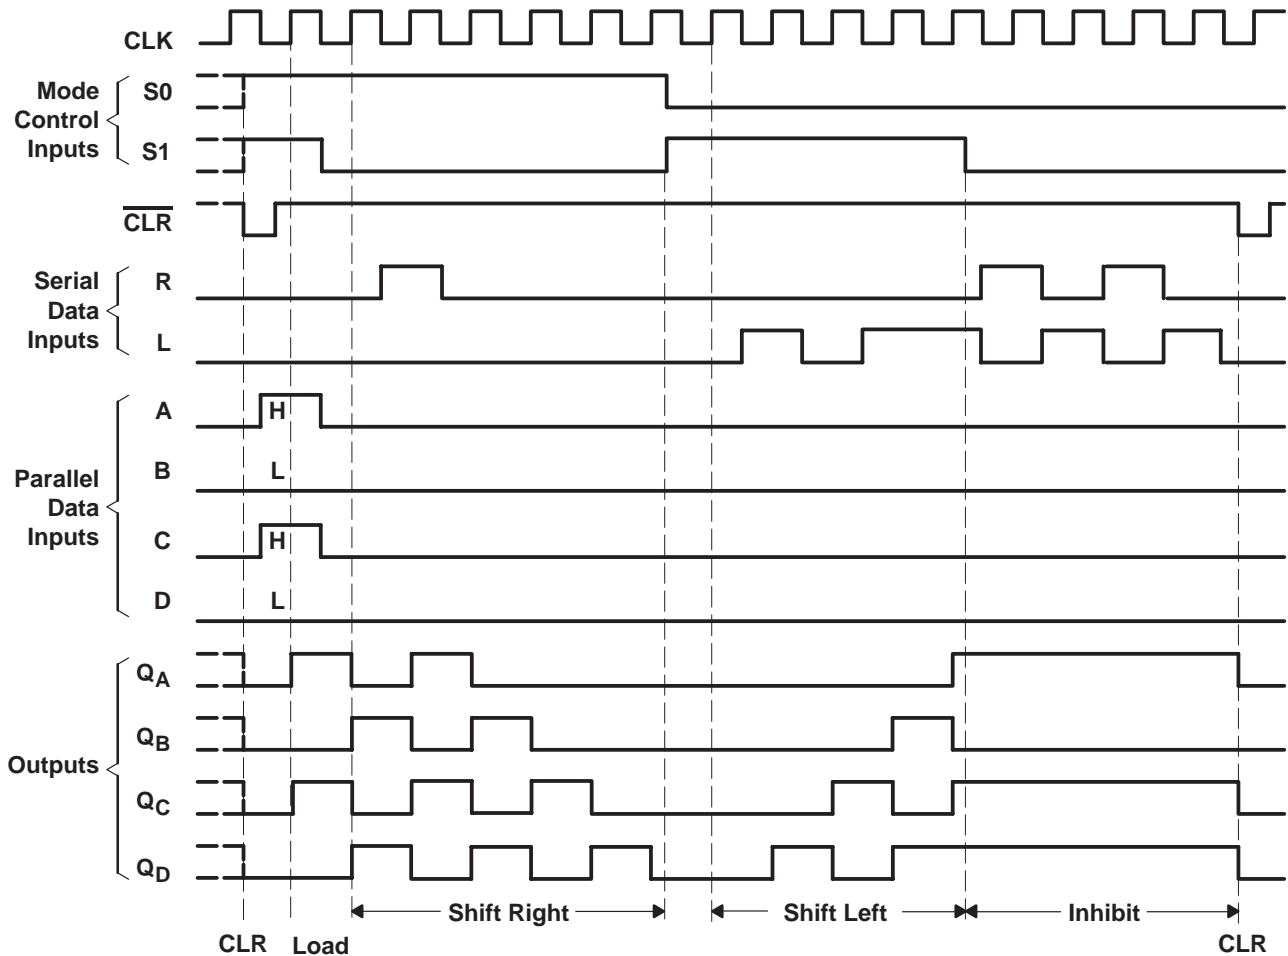 CLK
Mode
Control
Inputs
S0
S1
CLR
Serial
Data
Inputs
R
L
Parallel
Data
Inputs
A
H
B
L
C
H
D
L
Outputs
QA
QB
QC
QD
Shift Right
Shift Left
Inhibit
CLR
Load
CLR